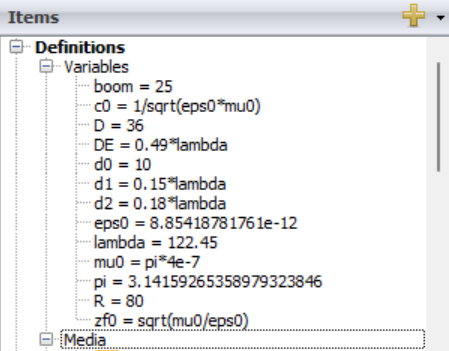 Items
Definitions
Variables
boom = 25
c0 = 1/sqrt(eps0*mu0)
D = 36
DE = 0.49*lambda
d0 = 10
d1 = 0.15*lambda
d2 = 0.18*lambda
eps0 = 8.85418781761e-12
lambda = 122.45
mu0 = pi*4e-7
pi = 3.14159265358979323846
R = 80
zf0 = sqrt(mu0/eps0)
Media